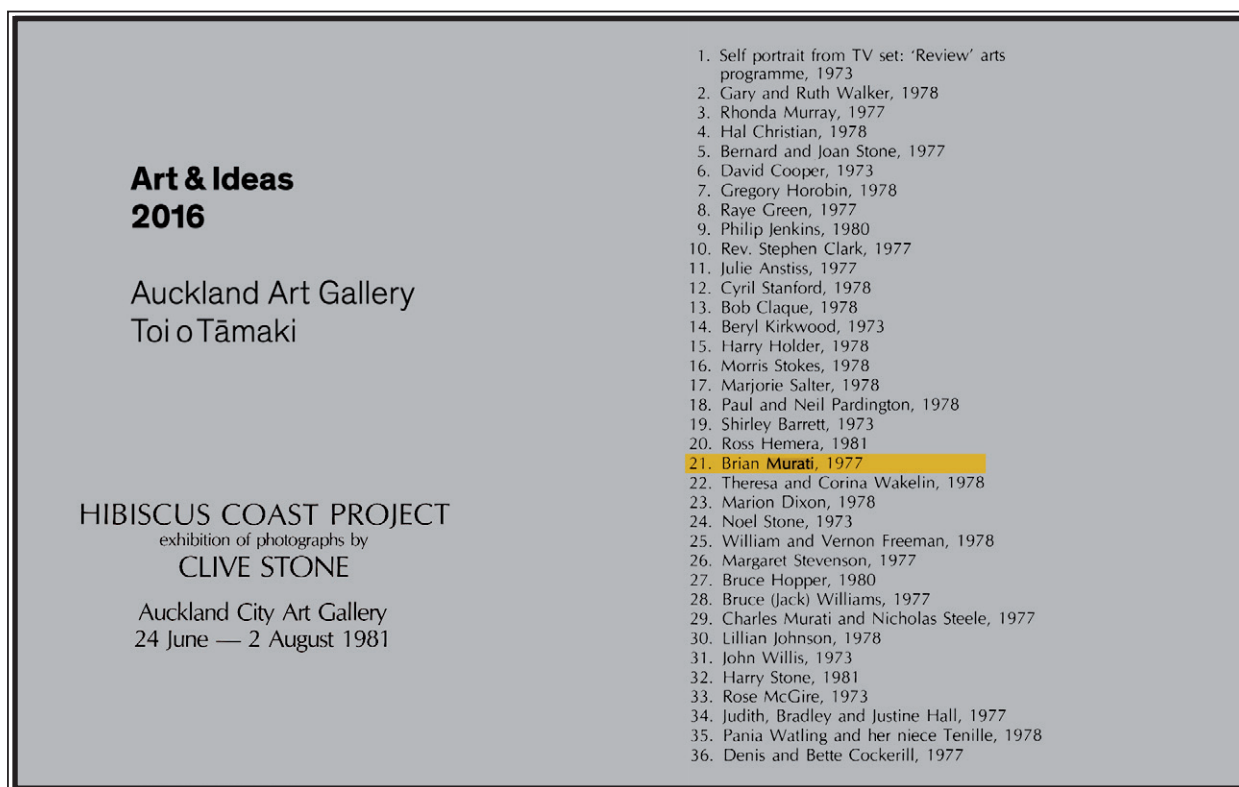 Art & Ideas
2016
Auckland Art Gallery
Toi o Tāmaki
HIBISCUS COAST PROJECT
exhibition of photographs by
CLIVE STONE
Auckland City Art Gallery
24 June — 2 August 1981
1. Self portrait from TV set: ‘Review’ arts
programme, 1973
2. Gary and Ruth Walker, 1978
3. Rhonda Murray, 1977
4. Hal Christian, 1978
5. Bernard and Joan Stone, 1977
6. David Cooper, 1973
7. Gregory Horobin, 1978
8. Raye Green, 1977
9. Philip Jenkins, 1980
10. Rev. Stephen Clark, 1977
11. Julie Anstiss, 1977
12. Cyril Stanford, 1978
13. Bob Claque, 1978
14. Beryl Kirkwood, 1973
15. Harry Holder, 1978
16. Morris Stokes, 1978
17. Marjorie Salter, 1978
18. Paul and Neil Pardington, 1978
19. Shirley Barrett, 1973
20. Ross Hemera, 1981
21. Brian Murati, 1977
22. Theresa and Corina Wakelin, 1978
23. Marion Dixon, 1978
24. Noel Stone, 1973
25. William and Vernon Freeman, 1978
26. Margaret Stevenson, 1977
27. Bruce Hopper, 1980
28. Bruce (Jack) Williams, 1977
29. Charles Murati and Nicholas Steele, 1977
30. Lillian Johnson, 1978
31. John Willis, 1973
32. Harry Stone, 1981
33. Rose McGire, 1973
34. Judith, Bradley and Justine Hall, 1977
35. Pania Watling and her niece Tenille, 1978
36. Denis and Bette Cockerill, 1977